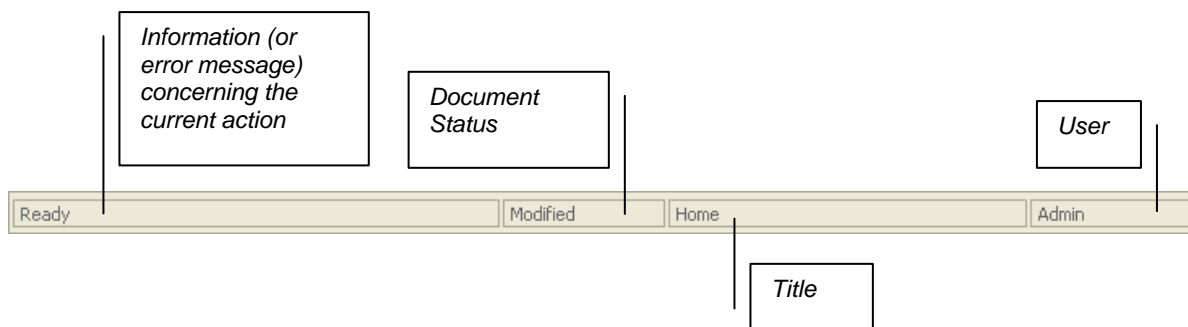 Information (or
error message)
concerning the
current action
Document
Status
User
Ready
Modified
Home
Admin
Title